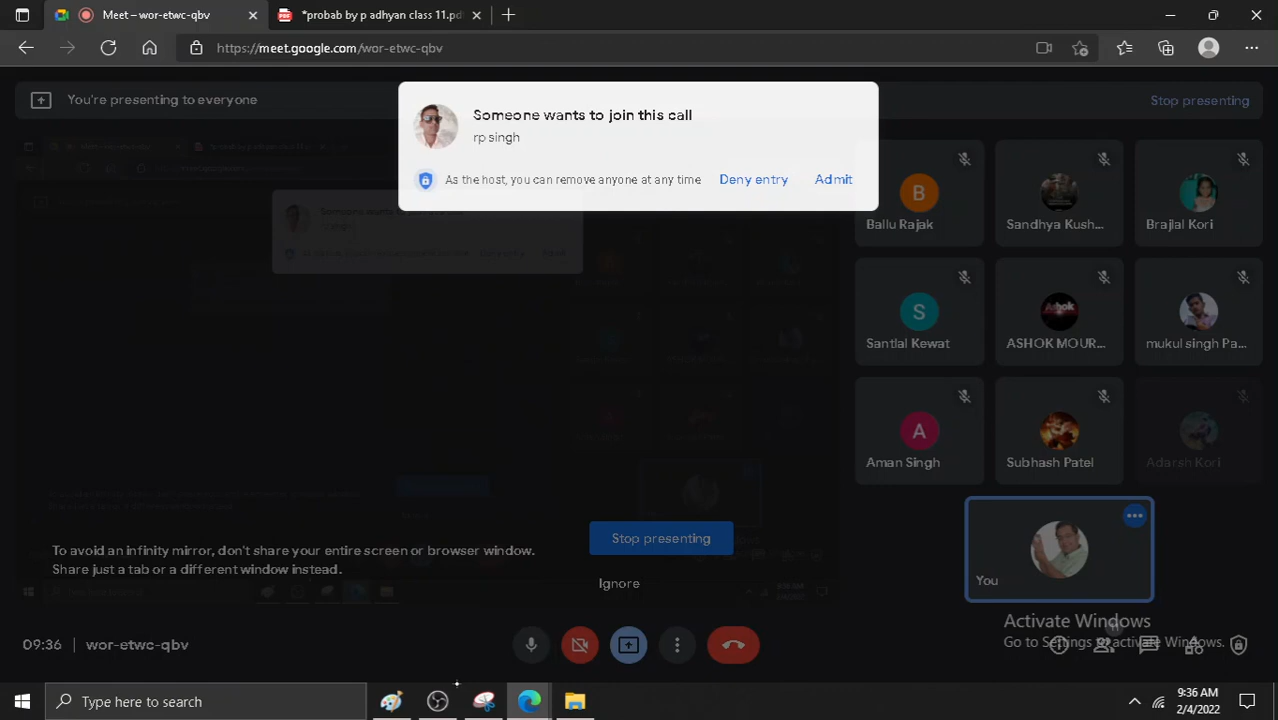 Meet – wor-etwc-qbv
*probab by p adhyan class 11.pd
https://meet.google.com/wor-etwc-qbv
You're presenting to everyone
Stop presenting
Someone wants to join this call
rp singh
As the host, you can remove anyone at any time
Deny entry
Admit
Ballu Rajak
Sandhya Kush...
Brajlal Kori
S
B
Santlal Kewat
Ashok
ASHOK MOUR...
mukul singh Pa...
A
Aman Singh
Subhash Patel
Adarsh Kori
You
To avoid an infinity mirror, don't share your entire screen or browser window.
Share just a tab or a different window instead.
Stop presenting
Ignore
Activate Windows
Go to Settings to activate Windows.
09:36 | wor-etwc-qbv
Type here to search
9:36 AM
2/4/2022